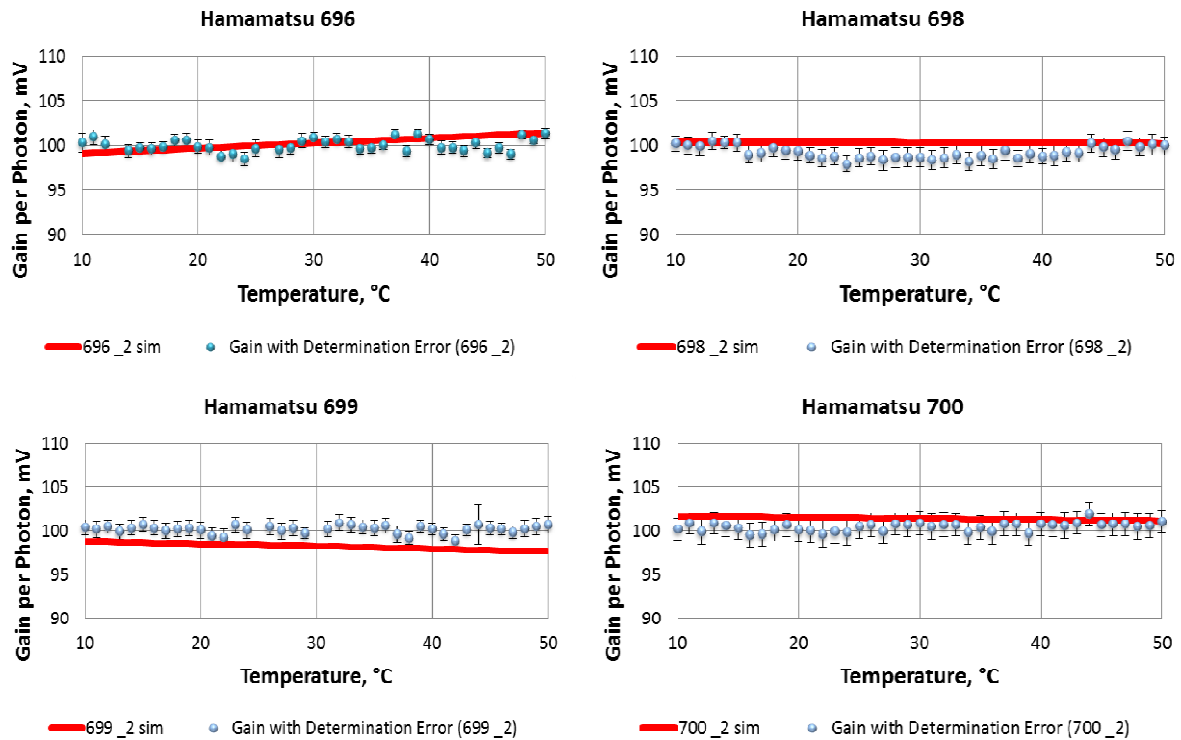 Hamamatsu 696
110
105
100
95
90
Gain per Photon, mV
10 20 30 40 50
Temperature, °C
696 _2 sim Gain with Determination Error (696 _2)
Hamamatsu 698
110
105
100
95
90
Gain per Photon, mV
10 20 30 40 50
Temperature, °C
698 _2 sim Gain with Determination Error (698 _2)
Hamamatsu 699
110
105
100
95
90
Gain per Photon, mV
10 20 30 40 50
Temperature, °C
699 _2 sim Gain with Determination Error (699 _2)
Hamamatsu 700
110
105
100
95
90
Gain per Photon, mV
10 20 30 40 50
Temperature, °C
700 _2 sim Gain with Determination Error (700 _2)